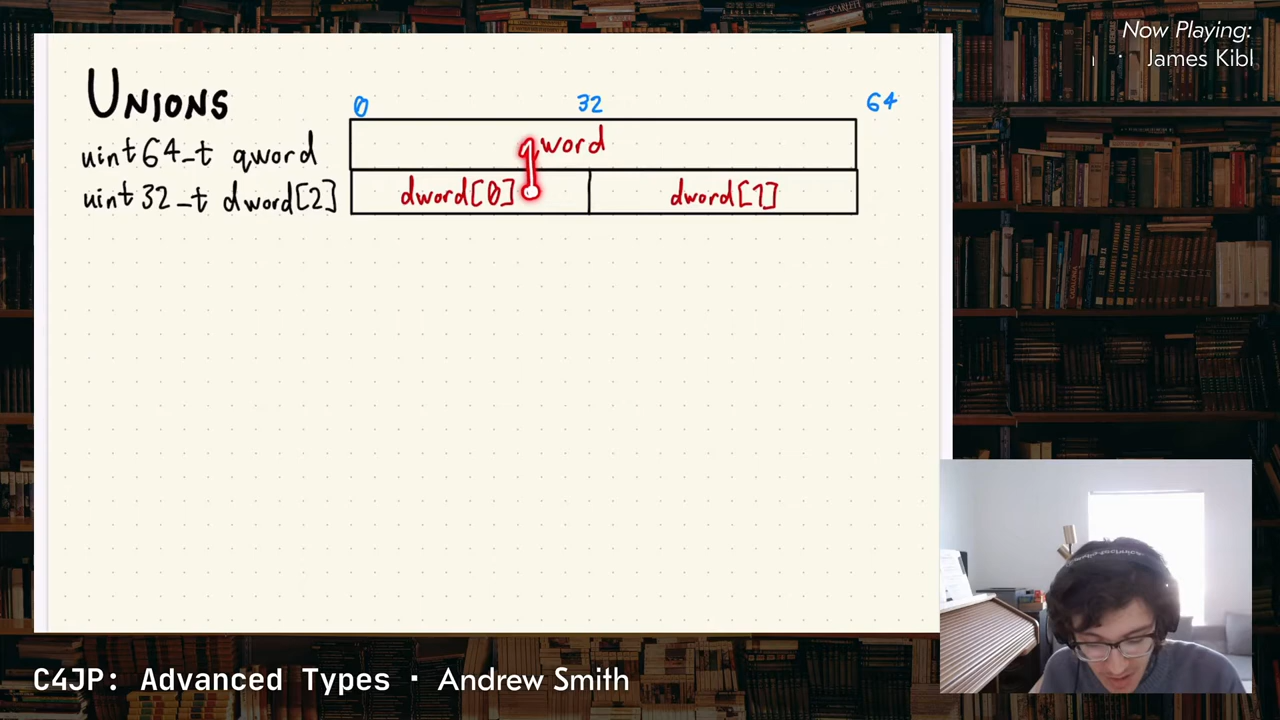 Now Playing:
James Kibl
UNIONS
0 32 64
uint64_t qword
qword
uint32_t dword[2]
dword[0] dword[1]
C4JP: Advanced Types · Andrew Smith